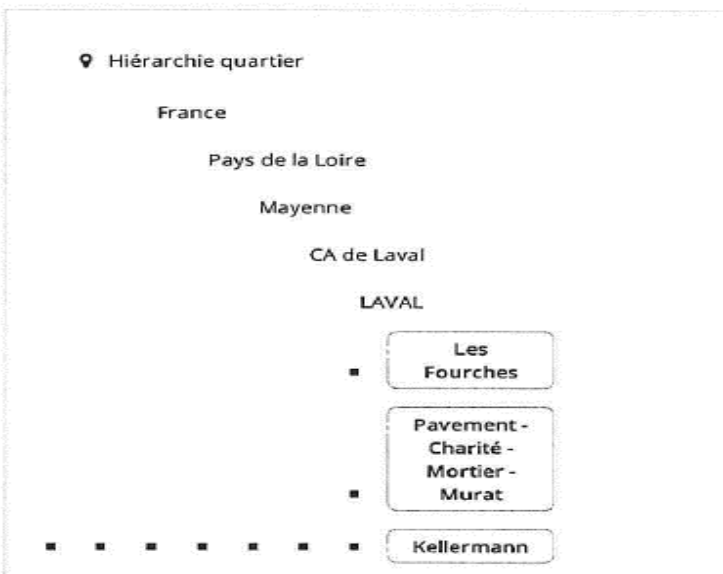 Hiérarchie quartier
France
Pays de la Loire
Mayenne
CA de Laval
LAVAL
Les
Fourches
Pavement -
Charité -
Mortier -
Murat
Kellermann